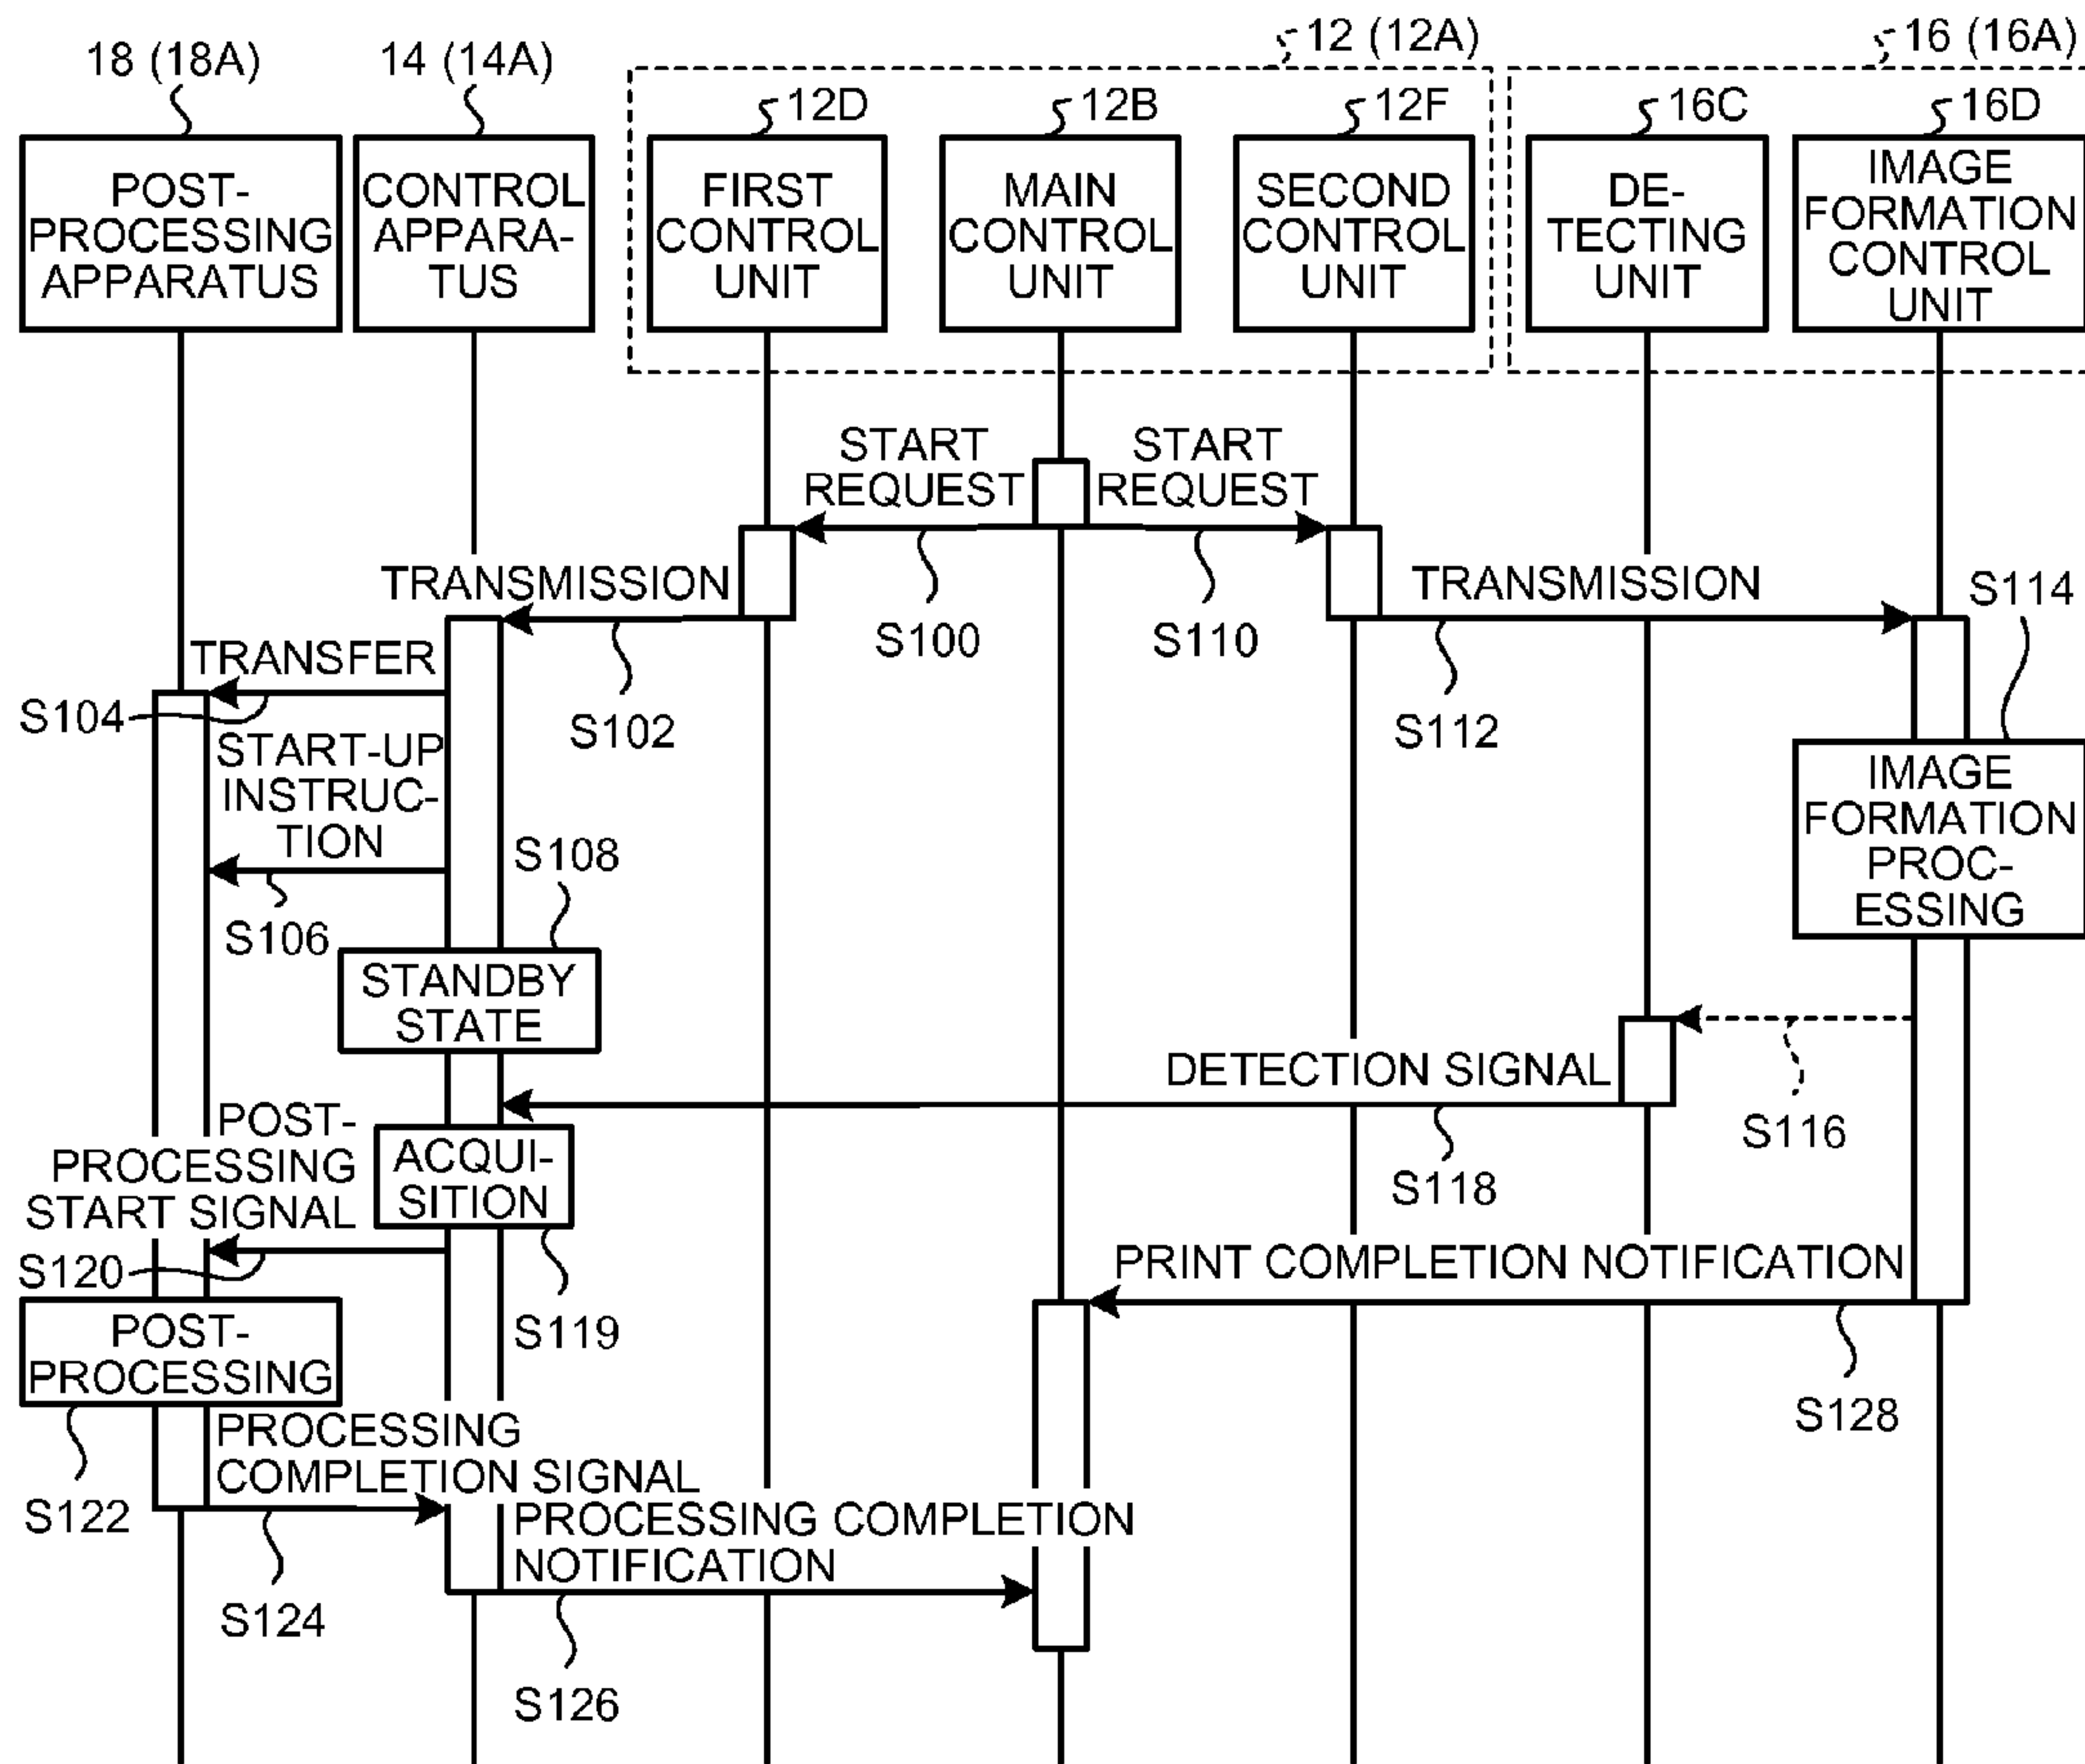 12 (12A)
16 (16A)
18 (18A)
14 (14A)
12D
12B
12F
16C
16D
POST-
PROCESSING
APPARATUS
CONTROL
APPARA-
TUS
FIRST
CONTROL
UNIT
MAIN
CONTROL
UNIT
SECOND
CONTROL
UNIT
DE-
TECTING
UNIT
IMAGE
FORMATION
CONTROL
UNIT
START
REQUEST
START
REQUEST
S100
S110
TRANSMISSION
S102
TRANSMISSION
S112
S114
TRANSFER
S104
START-UP
INSTRUC-
TION
S106
S108
STANDBY
STATE
IMAGE
FORMATION
PROC-
ESSING
S116
DETECTION SIGNAL
S118
ACQUI-
SITION
S119
POST-
PROCESSING
START SIGNAL
S120
PRINT COMPLETION NOTIFICATION
S128
POST-
PROCESSING
S122
PROCESSING
COMPLETION SIGNAL
S124
PROCESSING COMPLETION
NOTIFICATION
S126